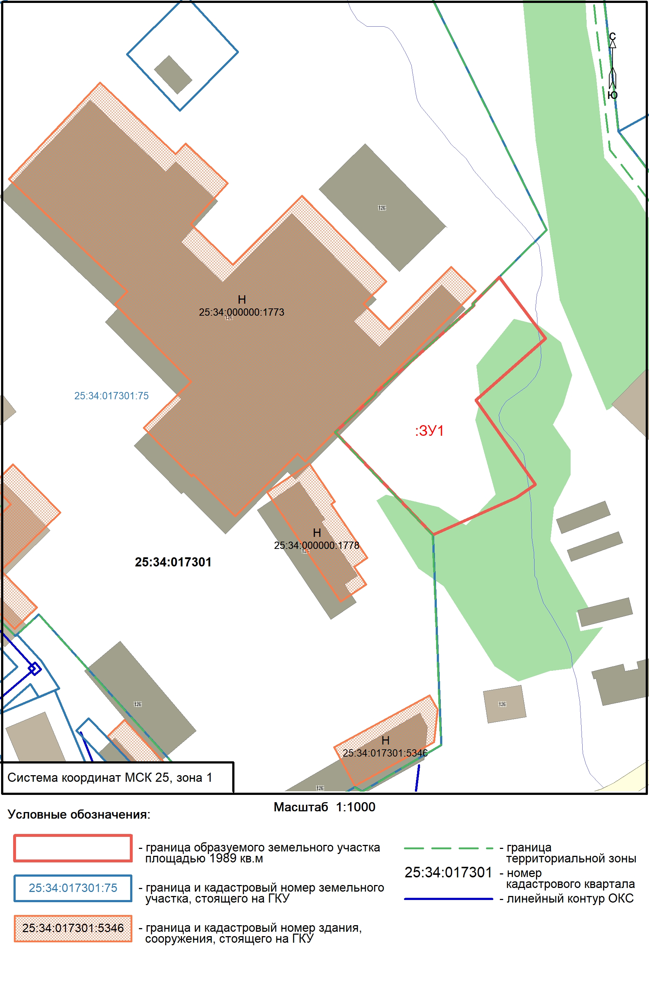 С
Ю
126
Н
25:34:000000:1773
25:34:017301:75
:ЗУ1
Н
25:34:000000:1778
25:34:017301
126
126
Н
25:34:017301:5346
126
Система координат МСК 25, зона 1
Масштаб 1:1000
Условные обозначения:
- граница образуемого земельного участка
площадью 1989 кв.м
25:34:017301:75
- граница и кадастровый номер земельного
участка, стоящего на ГКУ
25:34:017301:5346
- граница и кадастровый номер здания,
сооружения, стоящего на ГКУ
- граница
территориальной зоны
25:34:017301
- номер
кадастрового квартала
- линейный контур ОКС